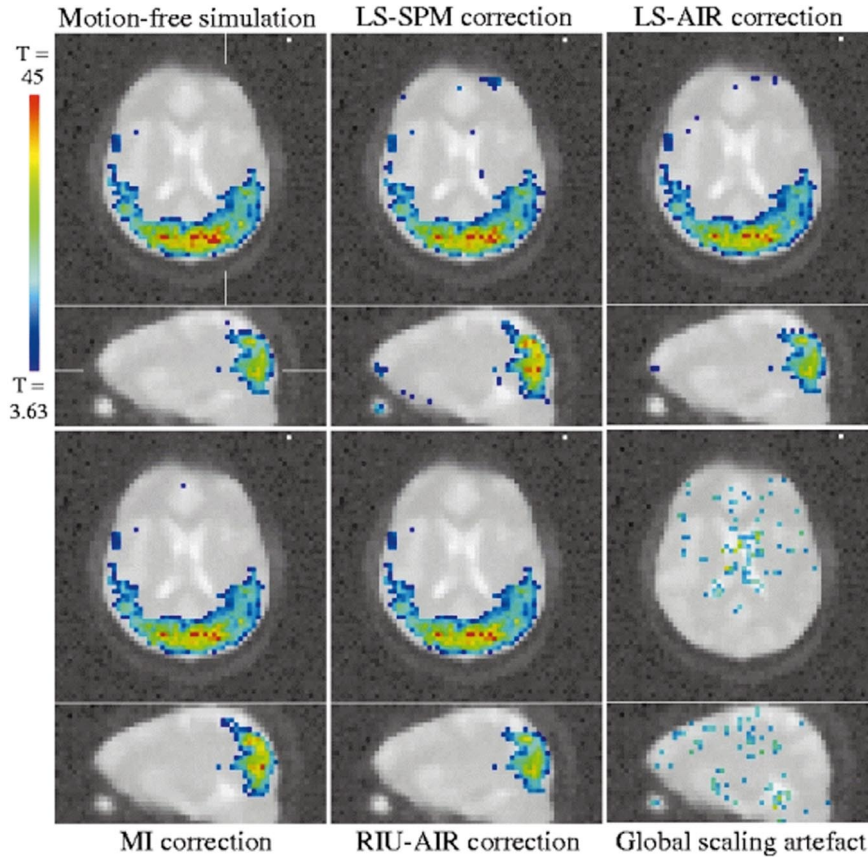 Motion-free simulation
LS-SPM correction
LS-AIR correction
T =
45
T =
3.63
MI correction
RIU-AIR correction
Global scaling artefact